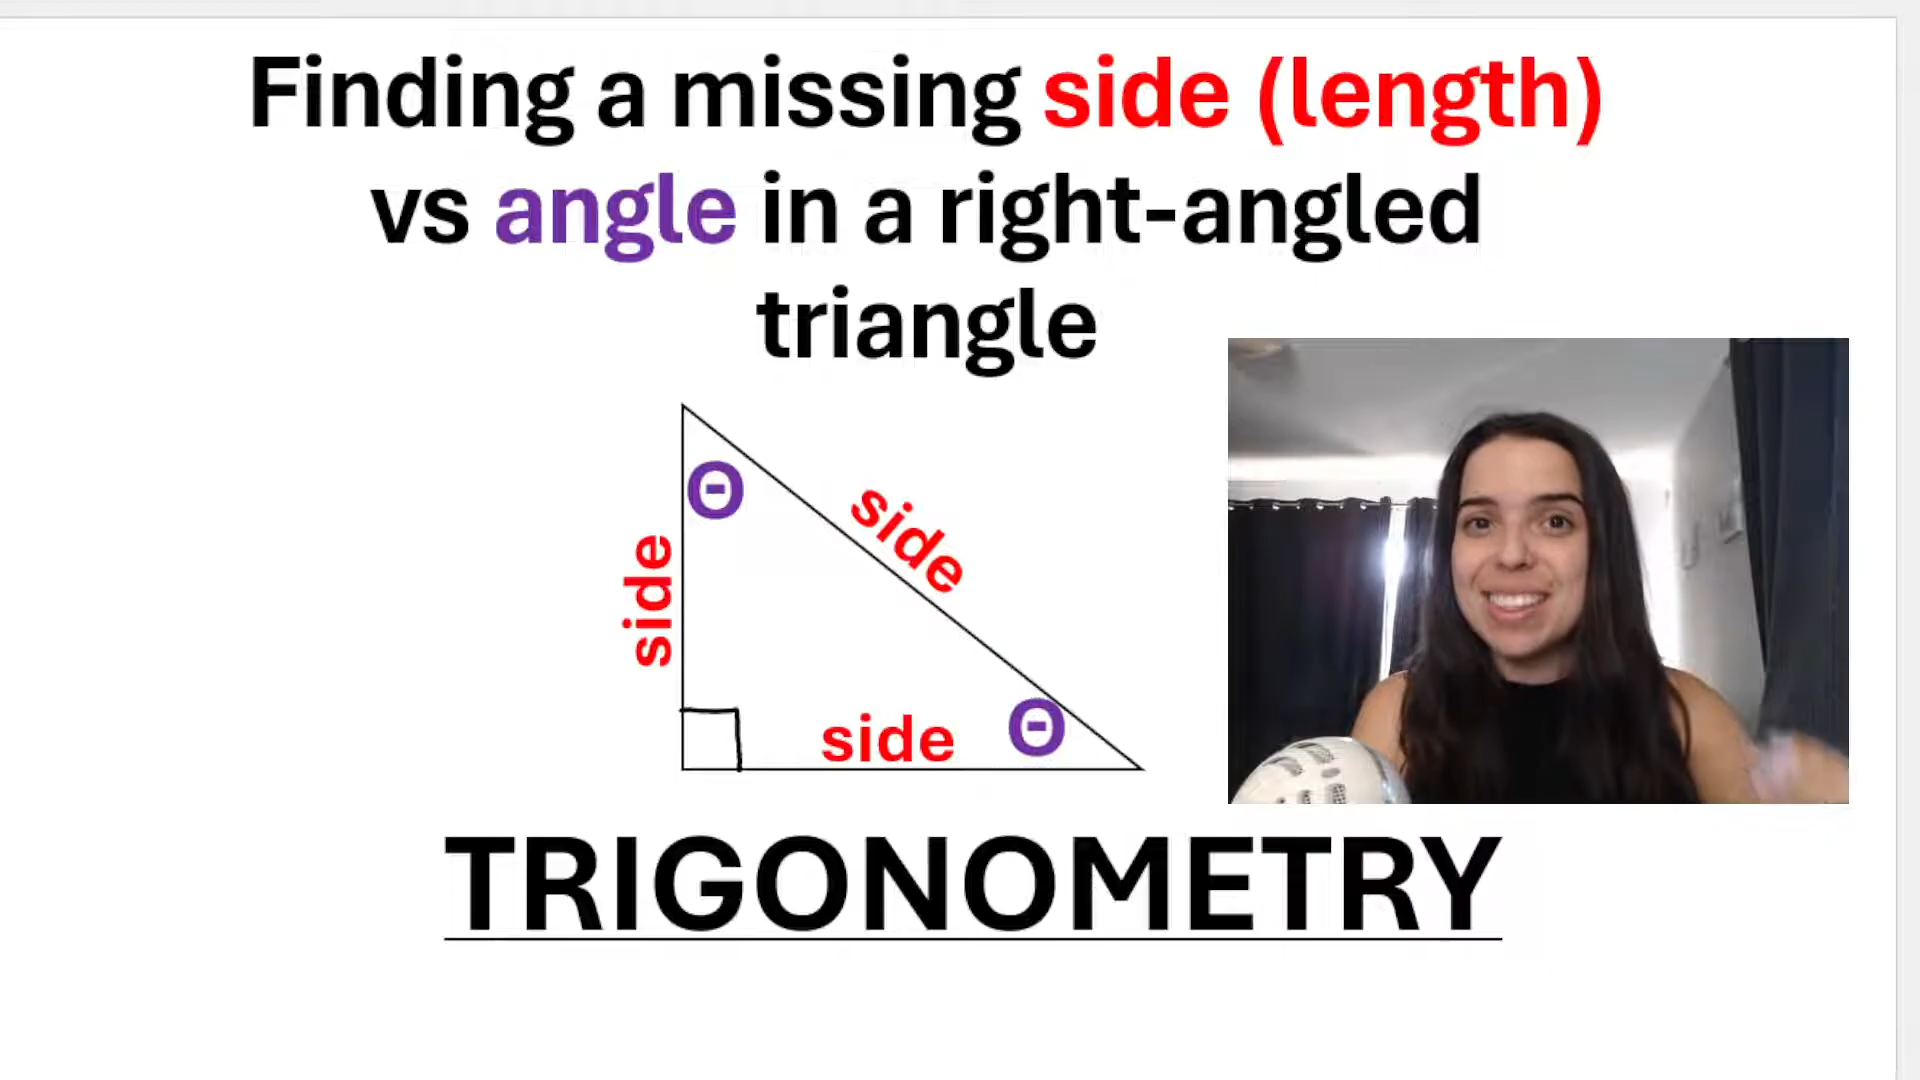 Finding a missing side (length)
vs angle in a right-angled
triangle
Θ
side
side
side
Θ
TRIGONOMETRY